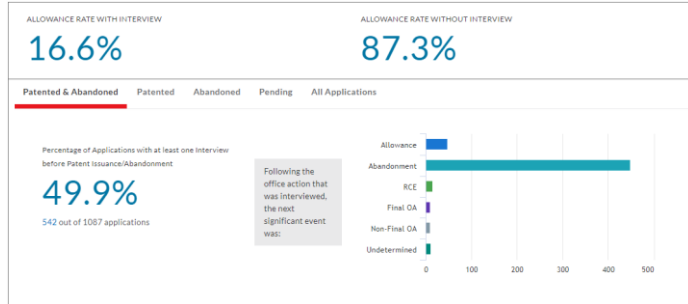 ALLOWANCE RATE WITH INTERVIEW
16.6%
ALLOWANCE RATE WITHOUT INTERVIEW
87.3%
Patented & Abandoned Patented Abandoned Pending All Applications
Percentage of Applications with at least one Interview
before Patent Issuance/Abandonment
49.9%
542 out of 1087 applications
Following the
office action that
was interviewed,
the next
significant event
was:
Allowance
Abandonment
RCE
Final OA
Non-Final OA
Undetermined
0 100 200 300 400 500